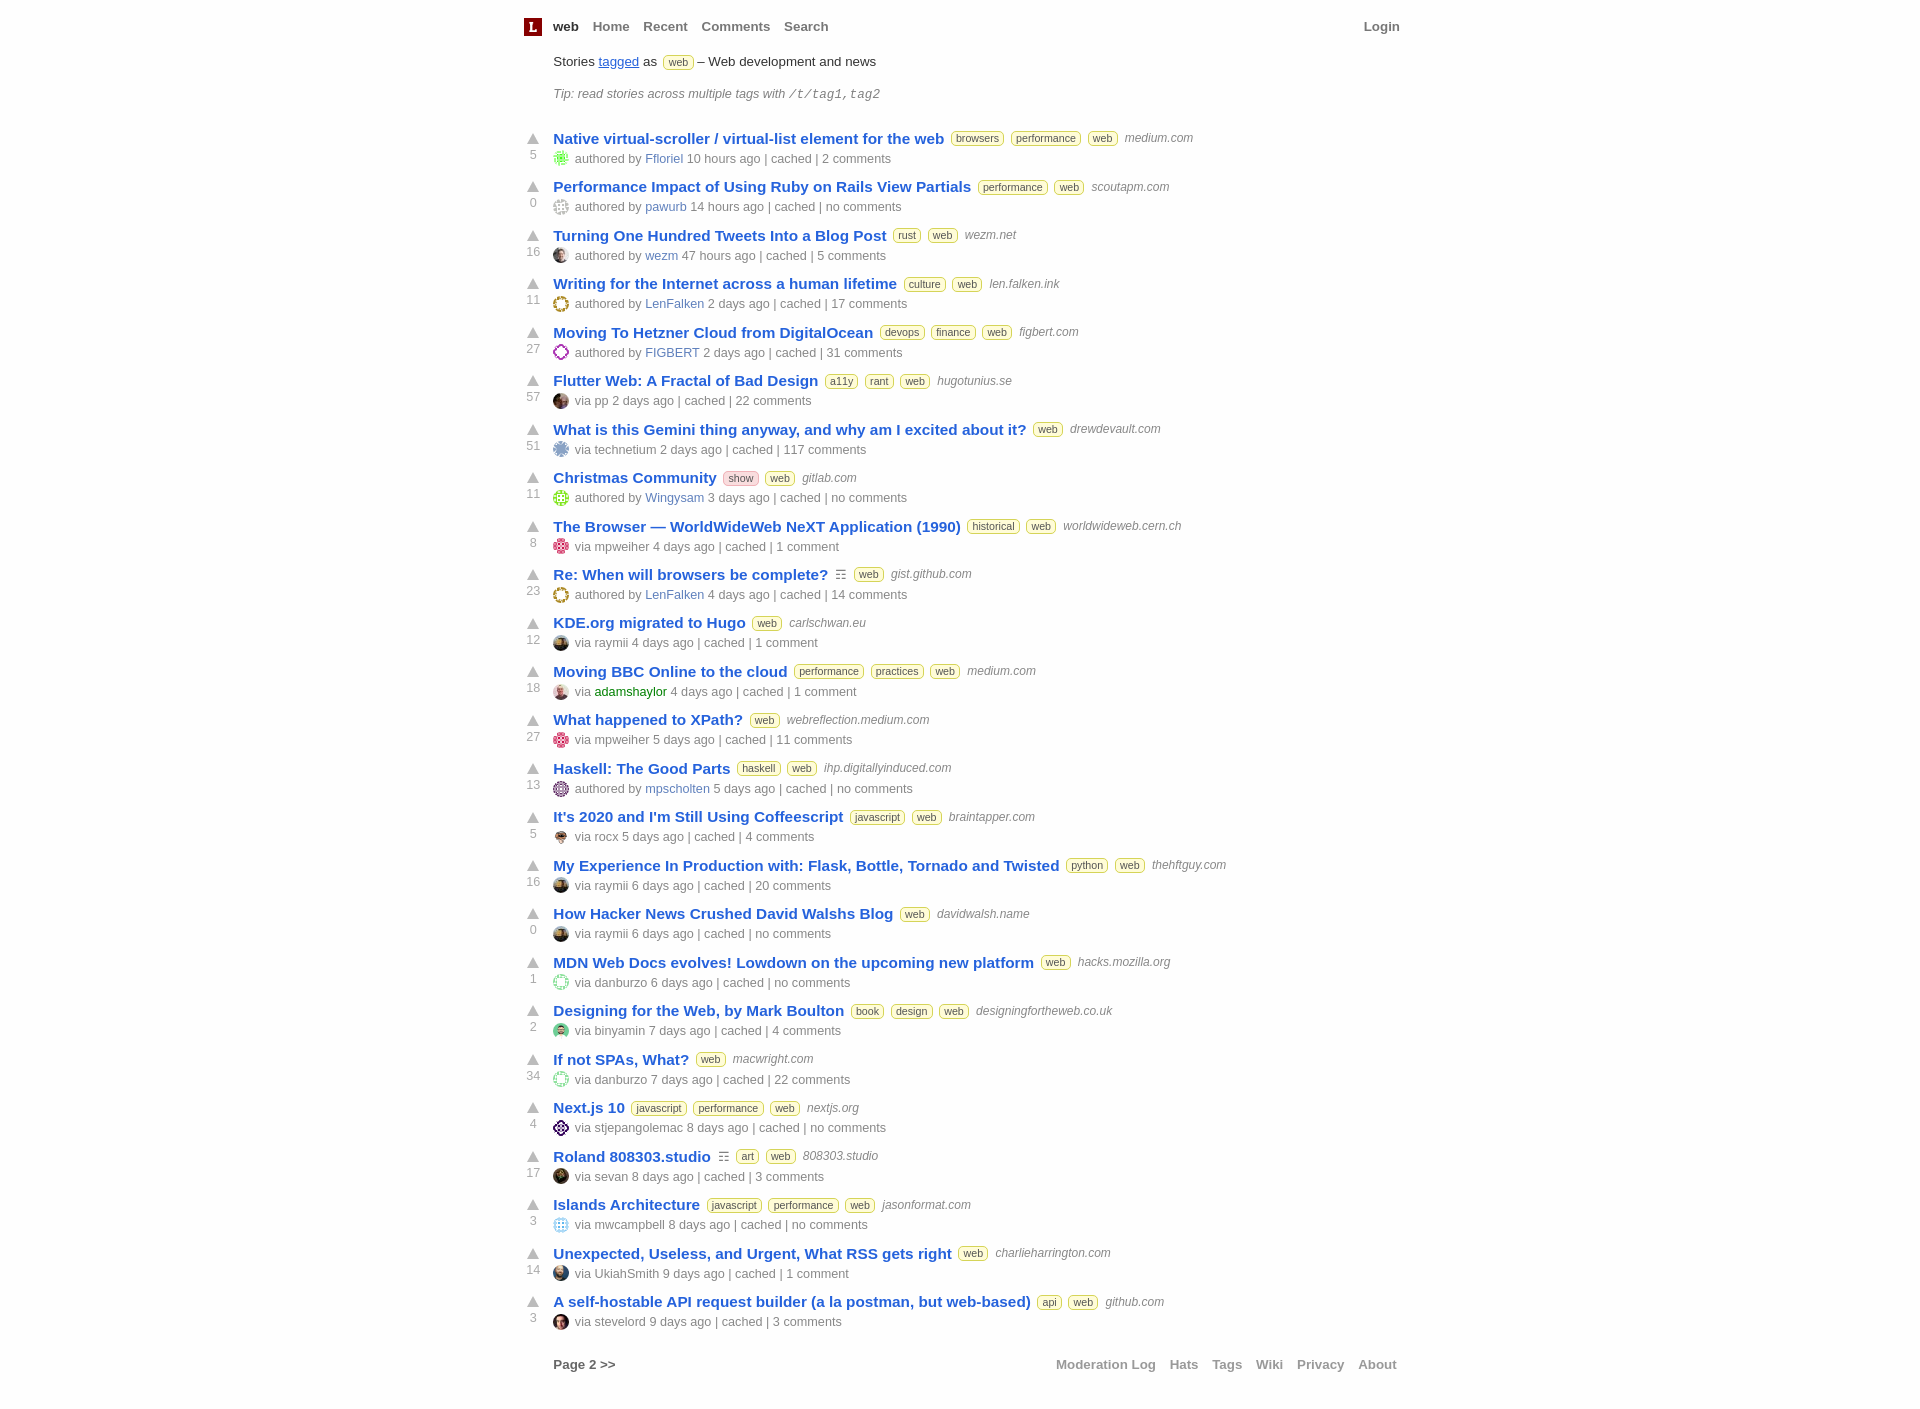 L web Home Recent Comments Search Login
Stories tagged as web – Web development and news
Tip: read stories across multiple tags with /t/tag1,tag2
Native virtual-scroller / virtual-list element for the web browsers performance web medium.com
5 authored by Ffloriel 10 hours ago | cached | 2 comments
Performance Impact of Using Ruby on Rails View Partials performance web scoutapm.com
0 authored by pawurb 14 hours ago | cached | no comments
Turning One Hundred Tweets Into a Blog Post rust web wezm.net
16 authored by wezm 47 hours ago | cached | 5 comments
Writing for the Internet across a human lifetime culture web len.falken.ink
11 authored by LenFalken 2 days ago | cached | 17 comments
Moving To Hetzner Cloud from DigitalOcean devops finance web figbert.com
27 authored by FIGBERT 2 days ago | cached | 31 comments
Flutter Web: A Fractal of Bad Design a11y rant web hugotunius.se
57 via pp 2 days ago | cached | 22 comments
What is this Gemini thing anyway, and why am I excited about it? web drewdevault.com
51 via technetium 2 days ago | cached | 117 comments
Christmas Community show web gitlab.com
11 authored by Wingysam 3 days ago | cached | no comments
The Browser — WorldWideWeb NeXT Application (1990) historical web worldwideweb.cern.ch
8 via mpweiher 4 days ago | cached | 1 comment
Re: When will browsers be complete? ☶ web gist.github.com
23 authored by LenFalken 4 days ago | cached | 14 comments
KDE.org migrated to Hugo web carlschwan.eu
12 via raymii 4 days ago | cached | 1 comment
Moving BBC Online to the cloud performance practices web medium.com
18 via adamshaylor 4 days ago | cached | 1 comment
What happened to XPath? web webreflection.medium.com
27 via mpweiher 5 days ago | cached | 11 comments
Haskell: The Good Parts haskell web ihp.digitallyinduced.com
13 authored by mpscholten 5 days ago | cached | no comments
It's 2020 and I'm Still Using Coffeescript javascript web braintapper.com
5 via rocx 5 days ago | cached | 4 comments
My Experience In Production with: Flask, Bottle, Tornado and Twisted python web thehftguy.com
16 via raymii 6 days ago | cached | 20 comments
How Hacker News Crushed David Walshs Blog web davidwalsh.name
0 via raymii 6 days ago | cached | no comments
MDN Web Docs evolves! Lowdown on the upcoming new platform web hacks.mozilla.org
1 via danburzo 6 days ago | cached | no comments
Designing for the Web, by Mark Boulton book design web designingfortheweb.co.uk
2 via binyamin 7 days ago | cached | 4 comments
If not SPAs, What? web macwright.com
34 via danburzo 7 days ago | cached | 22 comments
Next.js 10 javascript performance web nextjs.org
4 via stjepangolemac 8 days ago | cached | no comments
Roland 808303.studio ☶ art web 808303.studio
17 via sevan 8 days ago | cached | 3 comments
Islands Architecture javascript performance web jasonformat.com
3 via mwcampbell 8 days ago | cached | no comments
Unexpected, Useless, and Urgent, What RSS gets right web charlieharrington.com
14 via UkiahSmith 9 days ago | cached | 1 comment
A self-hostable API request builder (a la postman, but web-based) api web github.com
3 via stevelord 9 days ago | cached | 3 comments
Page 2 >> Moderation Log Hats Tags Wiki Privacy About